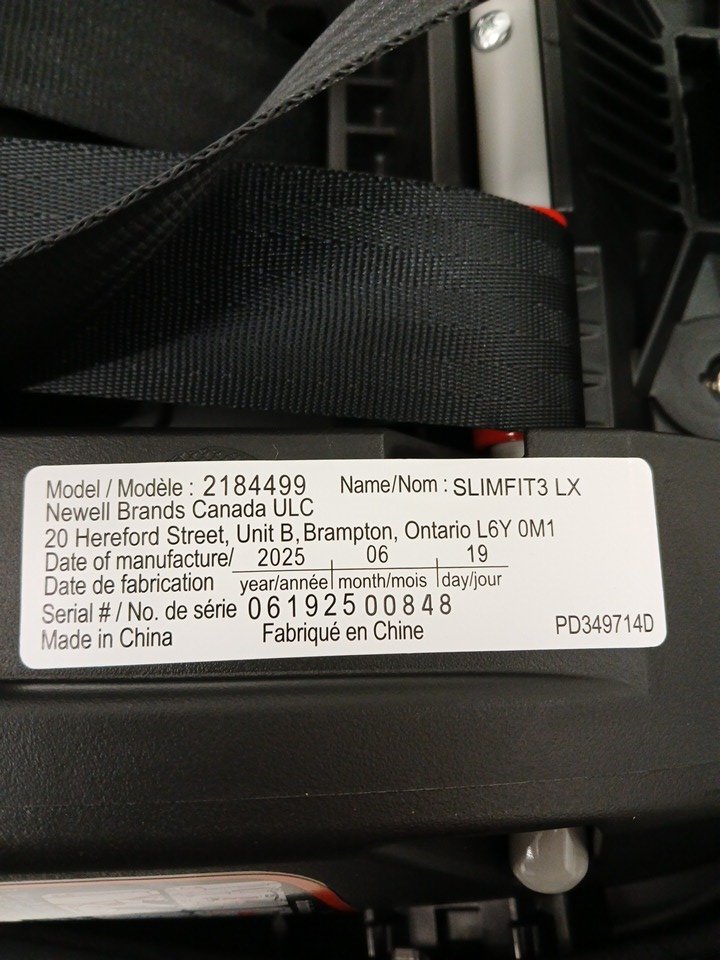 Model / Modèle : 2184499 Name/Nom : SLIMFIT3 LX
Newell Brands Canada ULC
20 Hereford Street, Unit B, Brampton, Ontario L6Y 0M1
Date of manufacture/ 2025 06 19
Date de fabrication year/année month/mois day/jour
Serial # / No. de série 06192500848
Made in China Fabriqué en Chine PD349714D